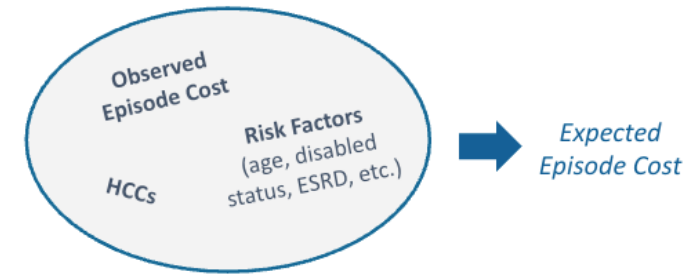 Observed
Episode Cost
Risk Factors
(age, disabled
status, ESRD, etc.)
HCCs
Expected
Episode Cost